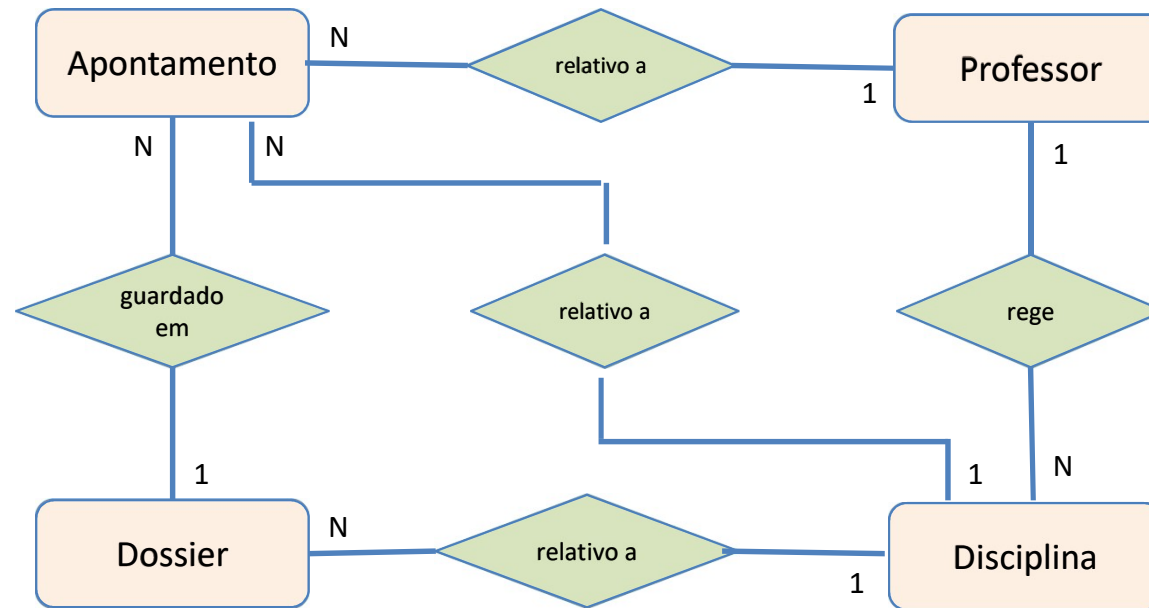 N
Apontamento
relativo a
Professor
1
N
N
1
guardado
em
relativo a
rege
1
1
N
N
Dossier
relativo a
Disciplina
1